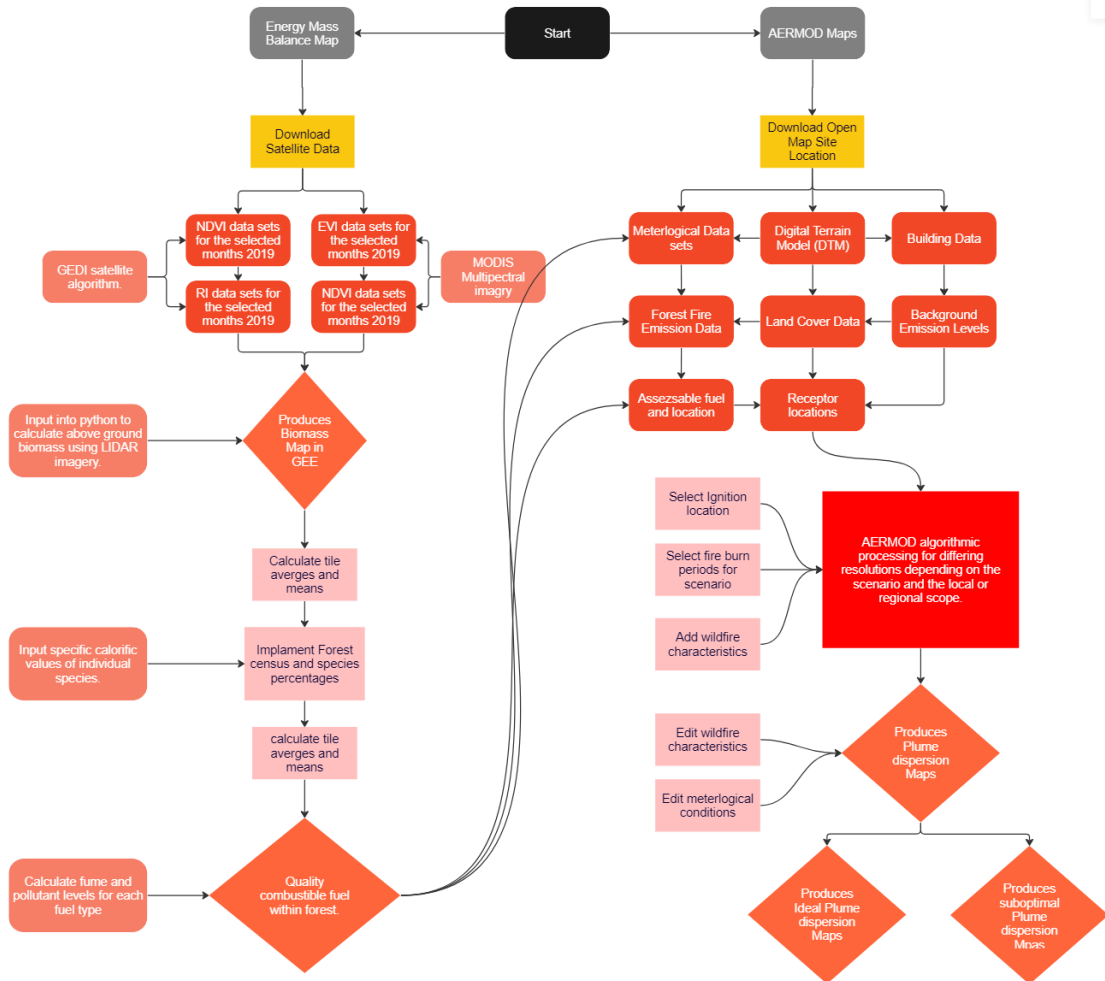 Energy Mass
Balance Map
Start
AERMOD Maps
Download
Satellite Data
Download Open
Map Site
Location
NDVI data sets
for the selected
months 2019
EVI data sets for
the selected
months 2019
GEDI satellite
algorithm.
MODIS
Multipectral
imagry
RI data sets for
the selected
months 2019
NDVI data sets for
the selected
months 2019
Meterlogical Data
sets
Digital Terrain
Model (DTM)
Building Data
Forest Fire
Emission Data
Land Cover Data
Background
Emission Levels
Assezsable fuel
and location
Receptor
locations
Input into python to
calculate above ground
biomass using LIDAR
imagery.
Produces
Biomass
Map in
GEE
Calculate tile
averges and
means
Input specific calorific
values of individual
species.
Implament Forest
census and species
percentages
calculate tile
averges and
means
Calculate fume and
pollutant levels for each
fuel type
Quality
combustible fuel
within forest.
Select Ignition
location
Select fire burn
periods for
scenario
Add wildfire
characteristics
AERMOD algorithmic
processing for differing
resolutions depending on the
scenario and the local or
regional scope.
Edit wildfire
characteristics
Edit meterlogical
conditions
Produces
Plume
dispersion
Maps
Produces
Ideal Plume
dispersion
Maps
Produces
suboptimal
Plume
dispersion
Mpas